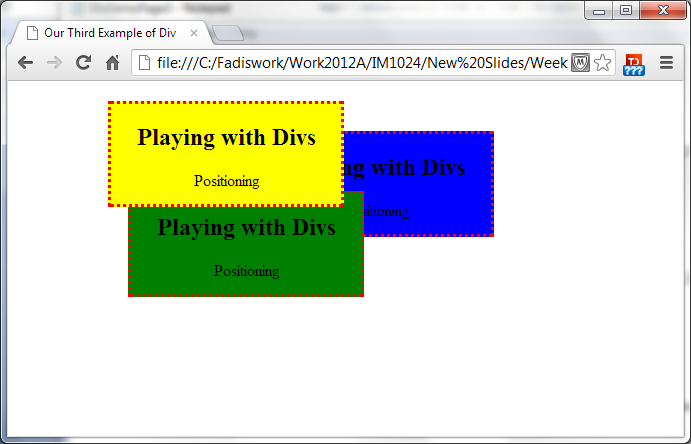 Our Third Example of Div
file:///C:/Fadiswork/Work2012A/IM1024/New%20Slides/Week
Playing with Divs
Positioning
ng with Divs
itioning
Playing with Divs
Positioning